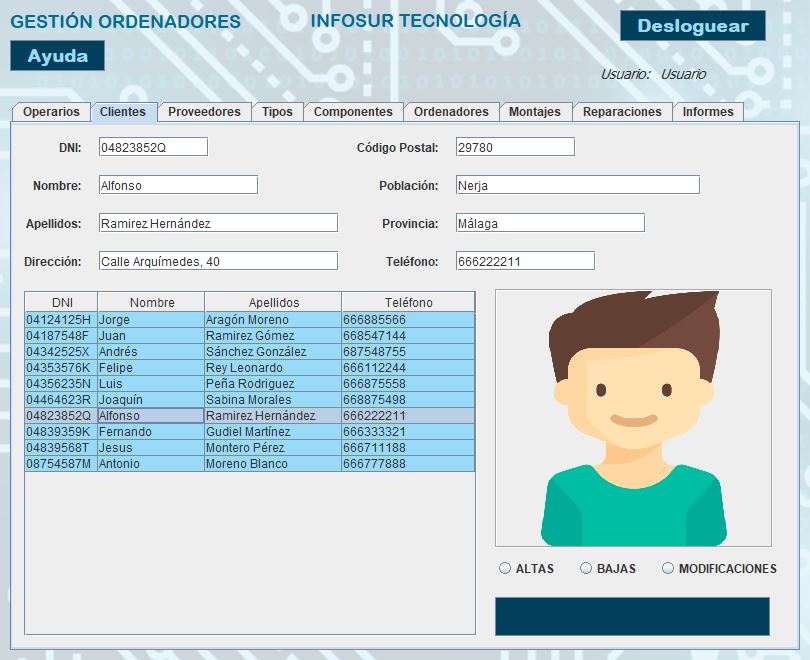 GESTIÓN ORDENADORES INFOSUR TECNOLOGÍA Desloguear
Ayuda
Usuario: Usuario
Operarios Clientes Proveedores Tipos Componentes Ordenadores Montajes Reparaciones Informes
DNI: 04823852Q Código Postal: 29780
Nombre: Alfonso Población: Nerja
Apellidos: Ramirez Hernández Provincia: Málaga
Dirección: Calle Arquímedes, 40 Teléfono: 666222211
DNI Nombre Apellidos Teléfono
04124125H Jorge Aragón Moreno 666885566
04187548F Juan Ramirez Gómez 668547144
04342525X Andrés Sánchez González 687548755
04353576K Felipe Rey Leonardo 666112244
04356235N Luis Peña Rodriguez 666875558
04464623R Joaquín Sabina Morales 668875498
04823852Q Alfonso Ramirez Hernández 666222211
04839359K Fernando Gudiel Martínez 666333321
04839568T Jesus Montero Pérez 666711188
08754587M Antonio Moreno Blanco 666777888
ALTAS BAJAS MODIFICACIONES